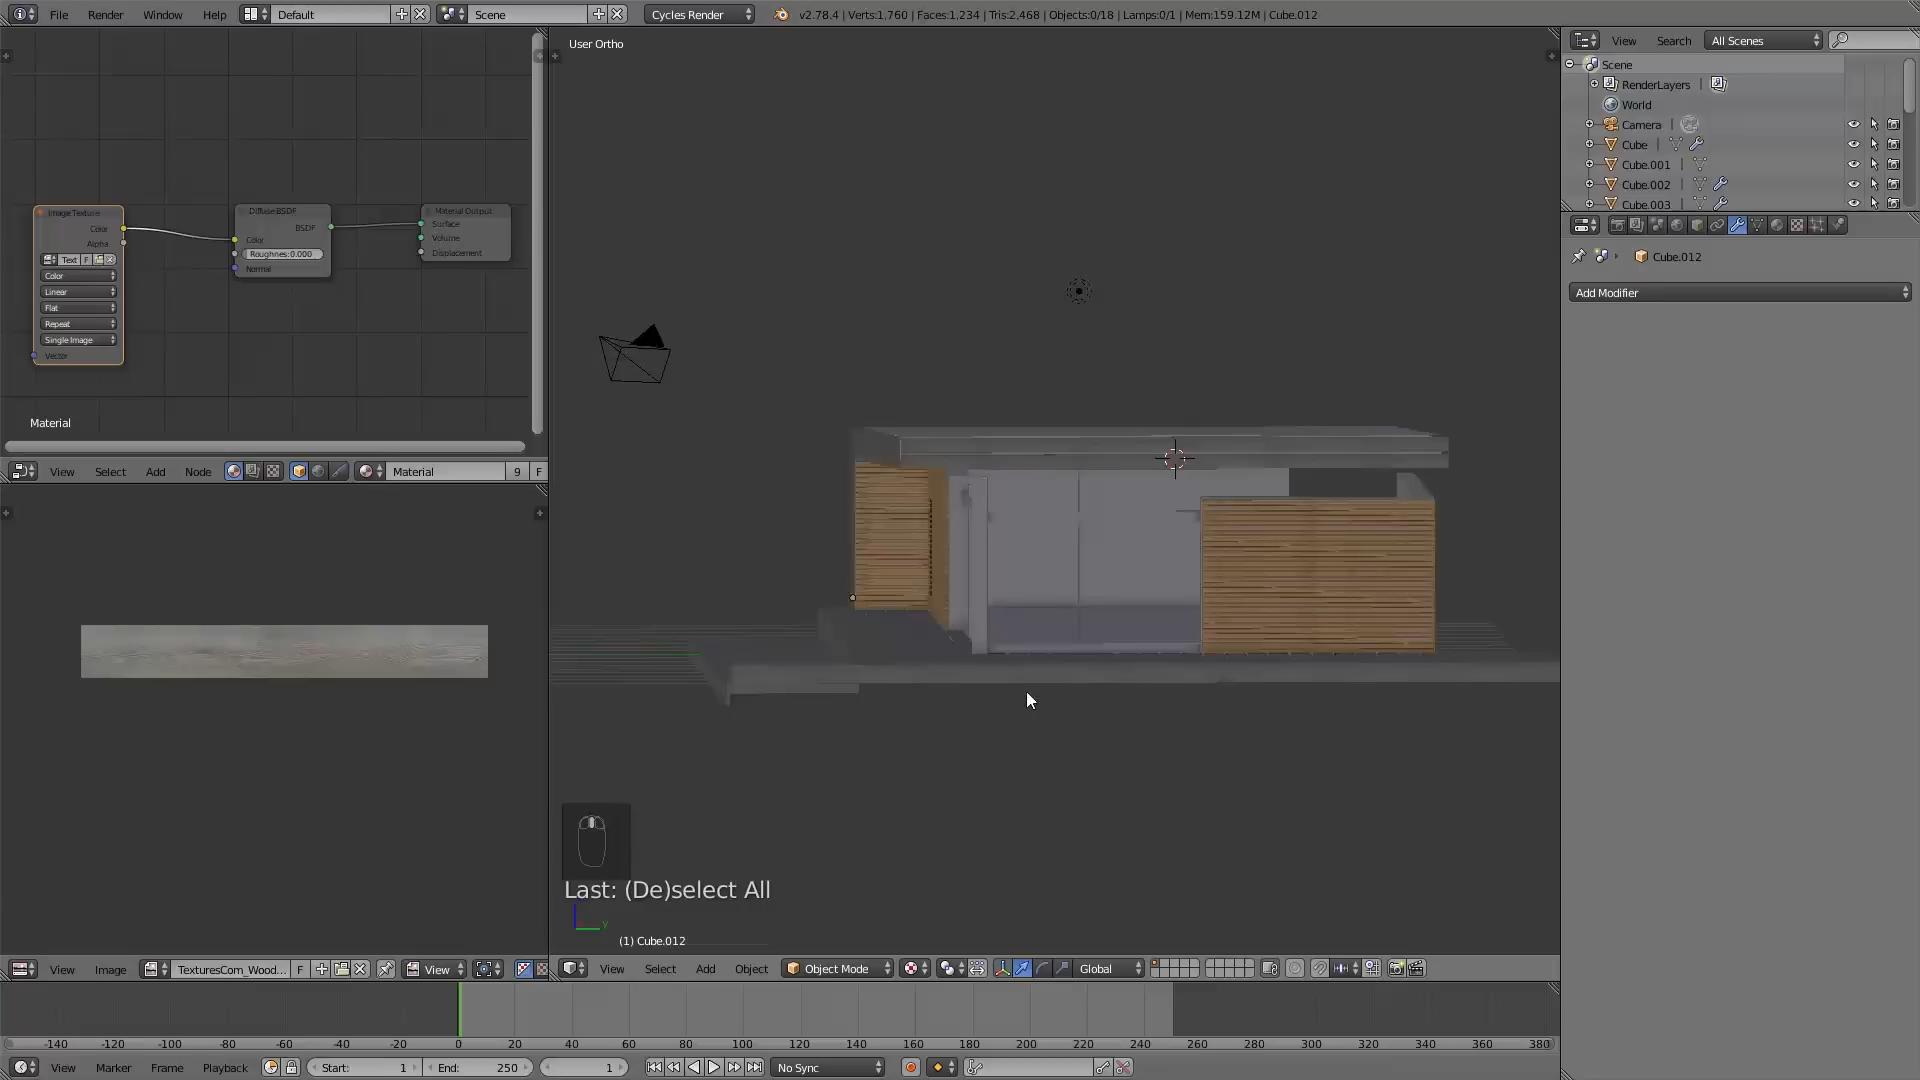 File Render Window Help Default Scene Cycles Render v2.78.4 | Verts:1,760 | Faces:1,234 | Tris:2,468 | Objects:0/18 | Lamps:0/1 | Mem:159.12M | Cube.012
User Ortho
View Search All Scenes
Scene
RenderLayers
World
Camera
Cube
Cube.001
Cube.002
Cube.003
Image Texture
Color
Alpha
Text F
Color
Linear
Flat
Repeat
Single Image
Vector
Diffuse BSDF
BSDF
Color
Roughnes:0.000
Normal
Material Output
Surface
Volume
Displacement
Material
View Select Add Node Material 9 F
Cube.012
Add Modifier
Last: (De)select All
y
(1) Cube.012
View Image TexturesCom_Wood... F View
View Select Add Object Object Mode Global
-140 -120 -100 -80 -60 -40 -20 0 20 40 60 80 100 120 140 160 180 200 220 240 260 280 300 320 340 360 380
View Marker Frame Playback Start: 1 End: 250 1 No Sync